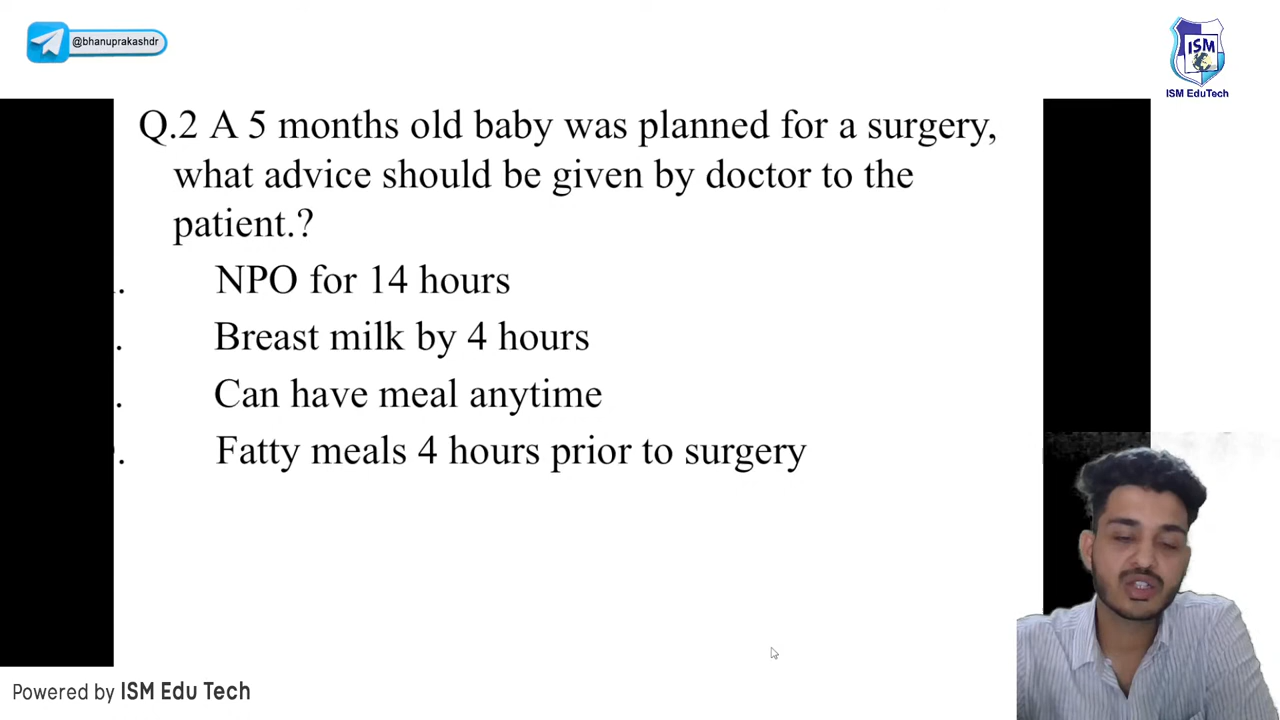 @bhanuprakashdr
ISM
ISM EduTech
Q.2 A 5 months old baby was planned for a surgery,
what advice should be given by doctor to the
patient.?
NPO for 14 hours
Breast milk by 4 hours
Can have meal anytime
Fatty meals 4 hours prior to surgery
Powered by ISM Edu Tech